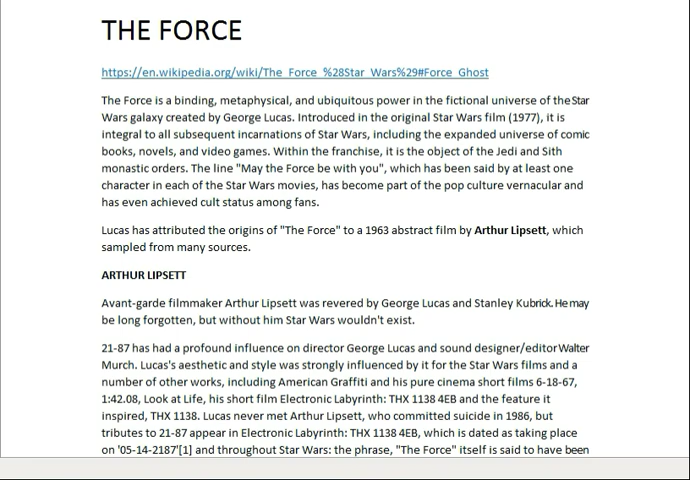 THE FORCE
https://en.wikipedia.org/wiki/The_Force_%28Star_Wars%29#Force_Ghost
The Force is a binding, metaphysical, and ubiquitous power in the fictional universe of the Star
Wars galaxy created by George Lucas. Introduced in the original Star Wars film (1977), it is
integral to all subsequent incarnations of Star Wars, including the expanded universe of comic
books, novels, and video games. Within the franchise, it is the object of the Jedi and Sith
monastic orders. The line "May the Force be with you", which has been said by at least one
character in each of the Star Wars movies, has become part of the pop culture vernacular and
has even achieved cult status among fans.
Lucas has attributed the origins of "The Force" to a 1963 abstract film by Arthur Lipsett, which
sampled from many sources.
ARTHUR LIPSETT
Avant-garde filmmaker Arthur Lipsett was revered by George Lucas and Stanley Kubrick. He may
be long forgotten, but without him Star Wars wouldn't exist.
21-87 has had a profound influence on director George Lucas and sound designer/editor Walter
Murch. Lucas's aesthetic and style was strongly influenced by it for the Star Wars films and a
number of other works, including American Graffiti and his pure cinema short films 6-18-67,
1:42.08, Look at Life, his short film Electronic Labyrinth: THX 1138 4EB and the feature it
inspired, THX 1138. Lucas never met Arthur Lipsett, who committed suicide in 1986, but
tributes to 21-87 appear in Electronic Labyrinth: THX 1138 4EB, which is dated as taking place
on '05-14-2187'[1] and throughout Star Wars: the phrase, "The Force" itself is said to have been